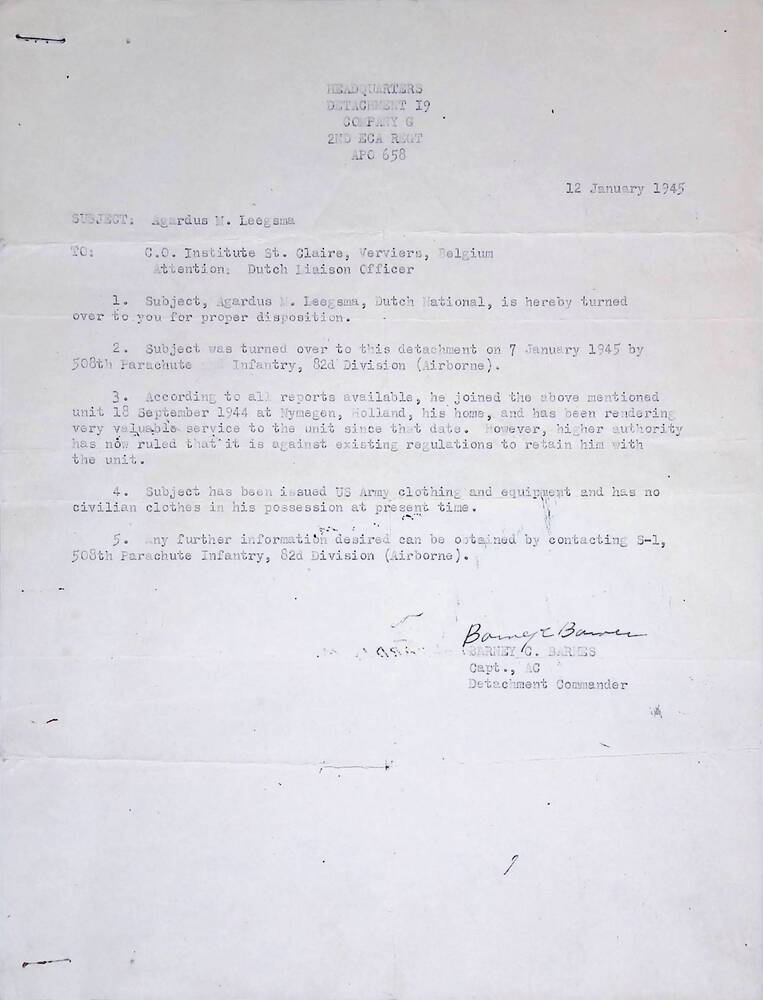 HEADQUARTERS
DETACHMENT 19
COMPANY G
2ND ECA REGT
APO 658
12 January 1945
SUBJECT: Agardus M. Leegsma
TO: C.O. Institute St. Claire, Verviers, Belgium
Attention: Dutch Liaison Officer
1. Subject, Agardus M. Leegsma, Dutch National, is hereby turned
over to you for proper disposition.
2. Subject was turned over to this detachment on 7 January 1945 by
508th Parachute Infantry, 82d Division (Airborne).
3. According to all reports available, he joined the above mentioned
unit 18 September 1944 at Nymegen, Holland, his home, and has been rendering
very valuable service to the unit since that date. However, higher authority
has now ruled that it is against existing regulations to retain him with
the unit.
4. Subject has been issued US Army clothing and equipment and has no
civilian clothes in his possession at present time.
5. Any further information desired can be obtained by contacting S-1,
508th Parachute Infantry, 82d Division (Airborne).
BARNEY C. BARNES
Capt., AC
Detachment Commander